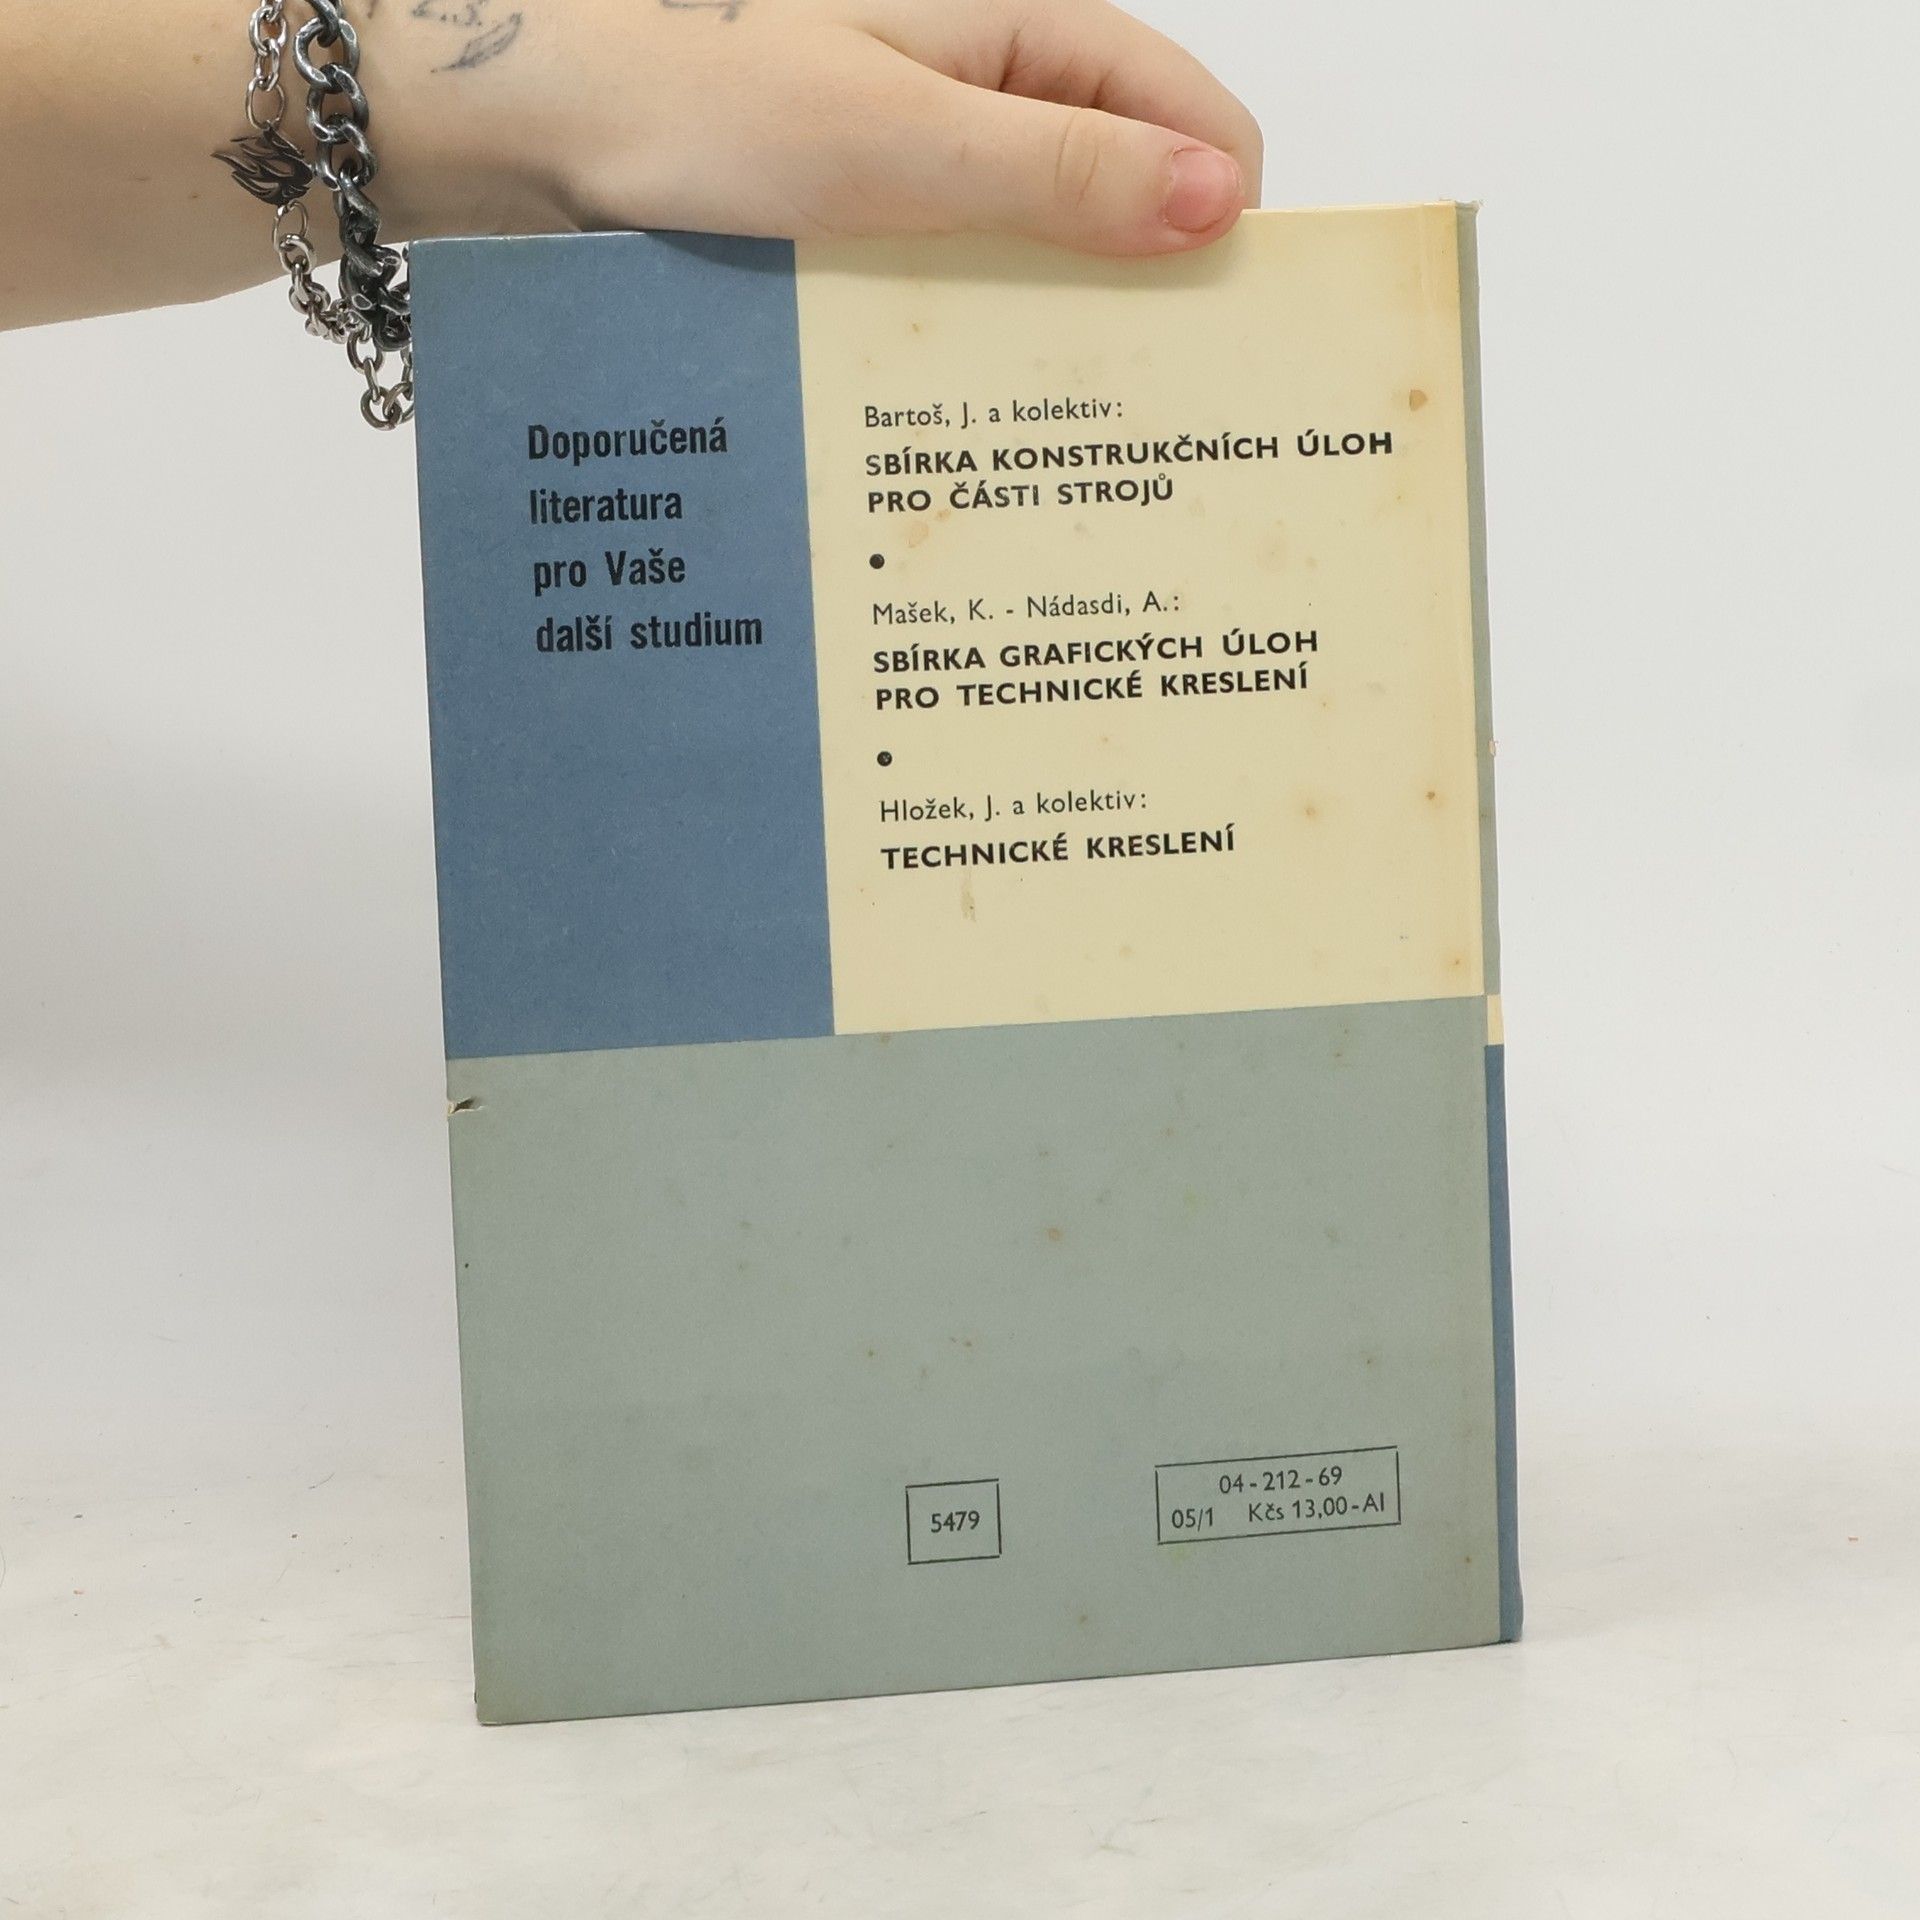 Doporučená
literatura
pro Vaše
další studium
Bartoš, J. a kolektiv:
SBÍRKA KONSTRUKČNÍCH ÚLOH
PRO ČÁSTI STROJŮ
Mašek, K. - Nádasdi, A.:
SBÍRKA GRAFICKÝCH ÚLOH
PRO TECHNICKÉ KRESLENÍ
Hložek, J. a kolektiv:
TECHNICKÉ KRESLENÍ
5479
04-212-69
05/1 Kčs 13,00-AI